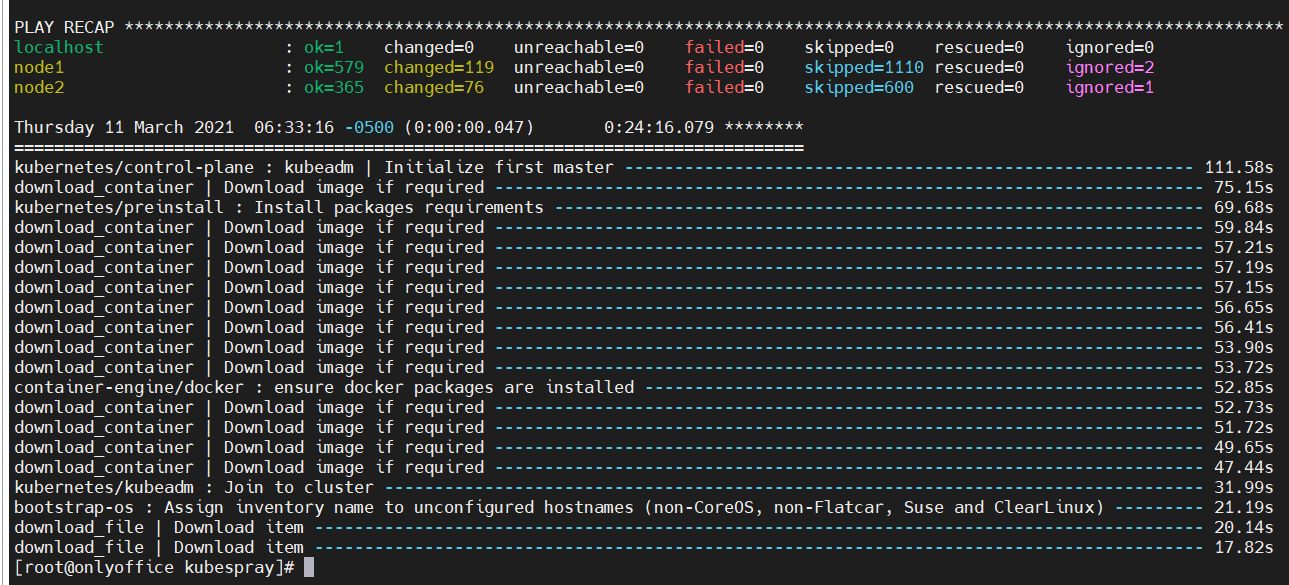 PLAY RECAP ********************************************************************************************************************
localhost                  : ok=1    changed=0    unreachable=0    failed=0    skipped=0    rescued=0    ignored=0
node1                      : ok=579  changed=119  unreachable=0    failed=0    skipped=1110 rescued=0    ignored=2
node2                      : ok=365  changed=76   unreachable=0    failed=0    skipped=600  rescued=0    ignored=1
Thursday 11 March 2021  06:33:16 -0500 (0:00:00.047)       0:24:16.079 ********
===============================================================================
kubernetes/control-plane : kubeadm | Initialize first master --------------------------------------------------------- 111.58s
download_container | Download image if required ----------------------------------------------------------------------- 75.15s
kubernetes/preinstall : Install packages requirements ----------------------------------------------------------------- 69.68s
download_container | Download image if required ----------------------------------------------------------------------- 59.84s
download_container | Download image if required ----------------------------------------------------------------------- 57.21s
download_container | Download image if required ----------------------------------------------------------------------- 57.19s
download_container | Download image if required ----------------------------------------------------------------------- 57.15s
download_container | Download image if required ----------------------------------------------------------------------- 56.65s
download_container | Download image if required ----------------------------------------------------------------------- 56.41s
download_container | Download image if required ----------------------------------------------------------------------- 53.90s
download_container | Download image if required ----------------------------------------------------------------------- 53.72s
container-engine/docker : ensure docker packages are installed -------------------------------------------------------- 52.85s
download_container | Download image if required ----------------------------------------------------------------------- 52.73s
download_container | Download image if required ----------------------------------------------------------------------- 51.72s
download_container | Download image if required ----------------------------------------------------------------------- 49.65s
download_container | Download image if required ----------------------------------------------------------------------- 47.44s
kubernetes/kubeadm : Join to cluster ---------------------------------------------------------------------------------- 31.99s
bootstrap-os : Assign inventory name to unconfigured hostnames (non-CoreOS, non-Flatcar, Suse and ClearLinux) --------- 21.19s
download_file | Download item ----------------------------------------------------------------------------------------- 20.14s
download_file | Download item ----------------------------------------------------------------------------------------- 17.82s
[root@onlyoffice kubespray]#